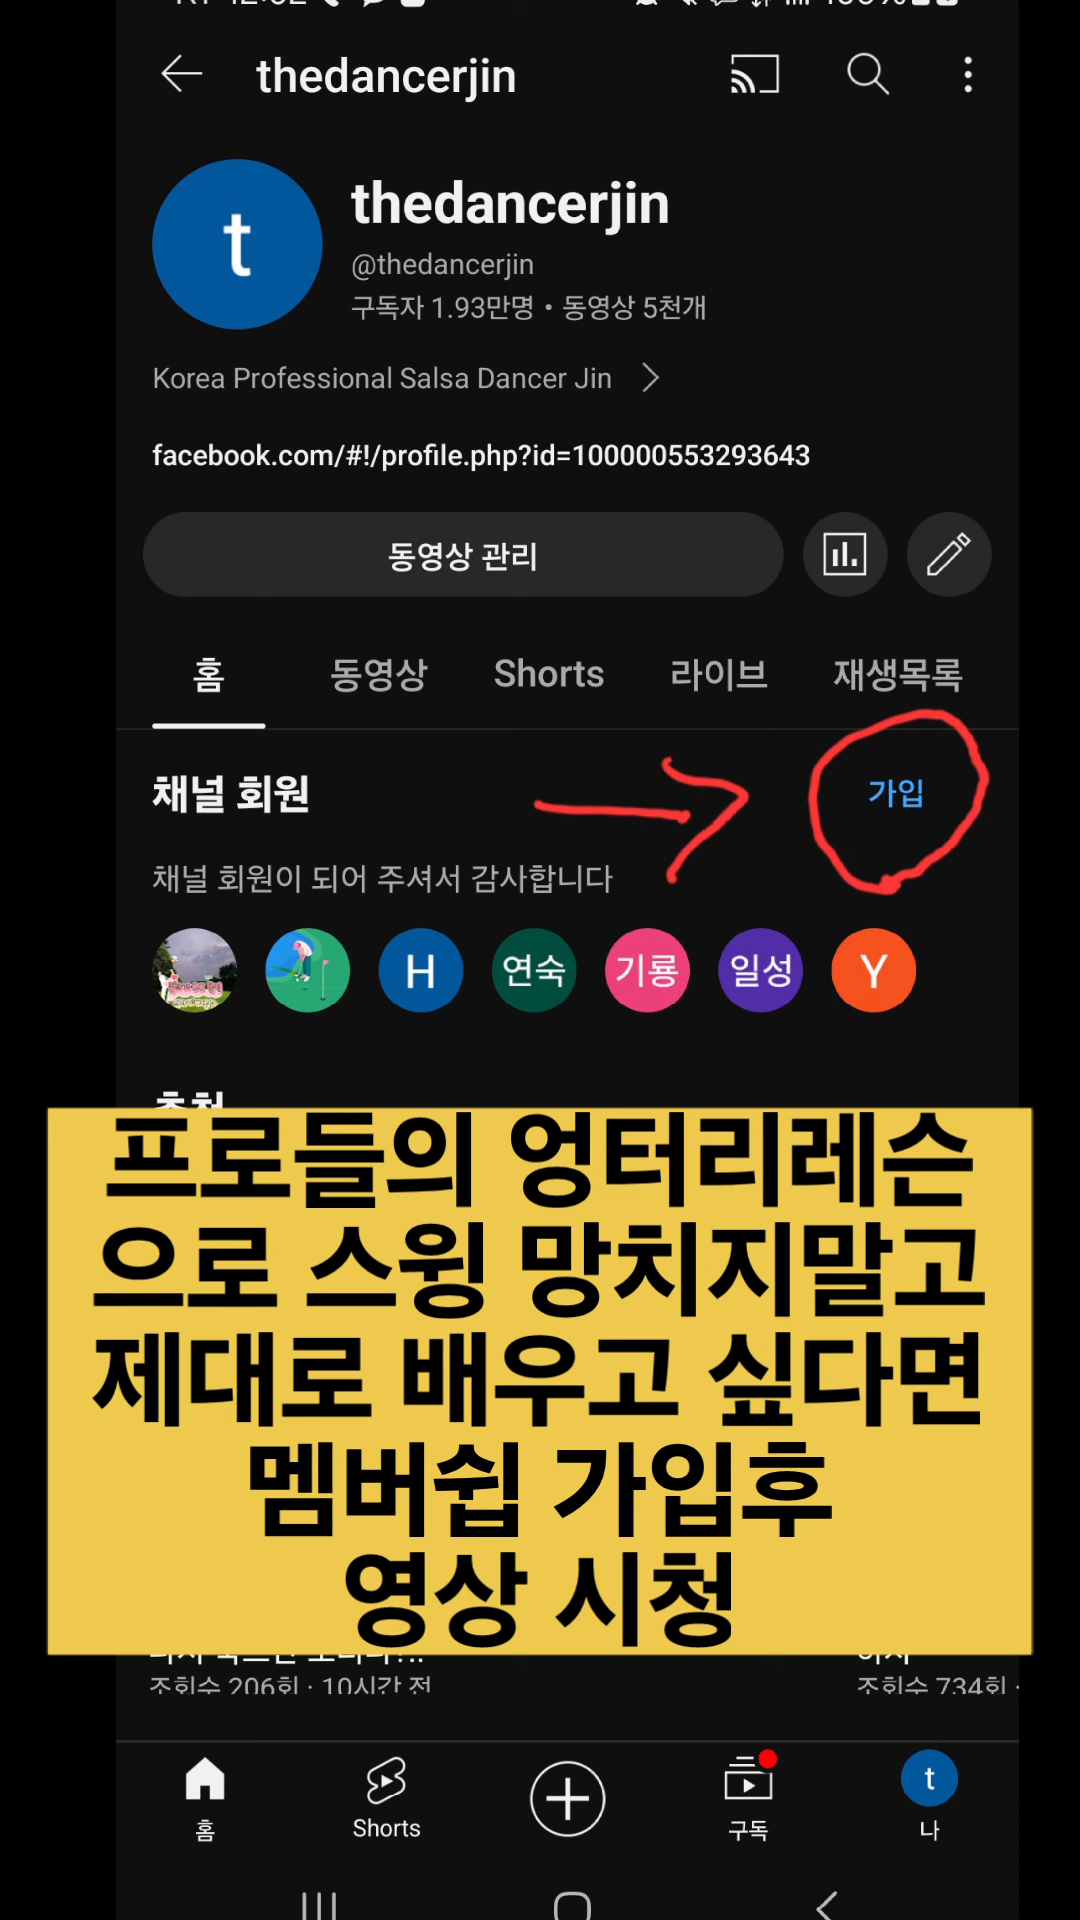 thedancerjin
t
thedancerjin
@thedancerjin
구독자 1.93만명 • 동영상 5천개
Korea Professional Salsa Dancer Jin
facebook.com/#!/profile.php?id=100000553293643
동영상 관리
홈 동영상 Shorts 라이브 재생목록
채널 회원 가입
채널 회원이 되어 주셔서 감사합니다
H 연숙 기룡 일성 Y
프로들의 엉터리레슨
으로 스윙 망치지말고
제대로 배우고 싶다면
멤버쉽 가입후
영상 시청
조회수 206회 · 10시간 전 조회수 734회 ·
t
홈 Shorts 구독 나